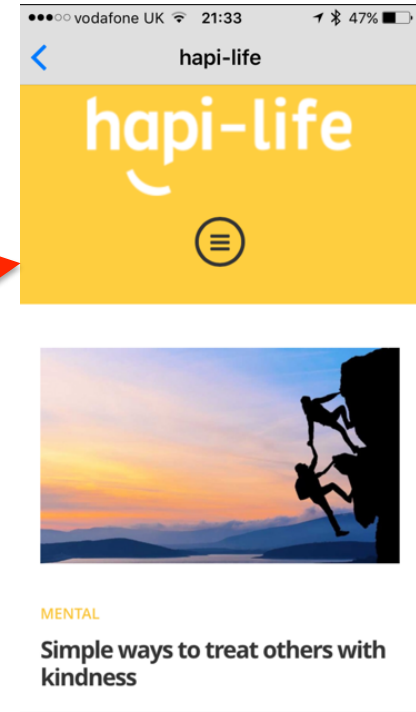 vodafone UK 21:33 47%
hapi-life
hapi-life
MENTAL
Simple ways to treat others with
kindness